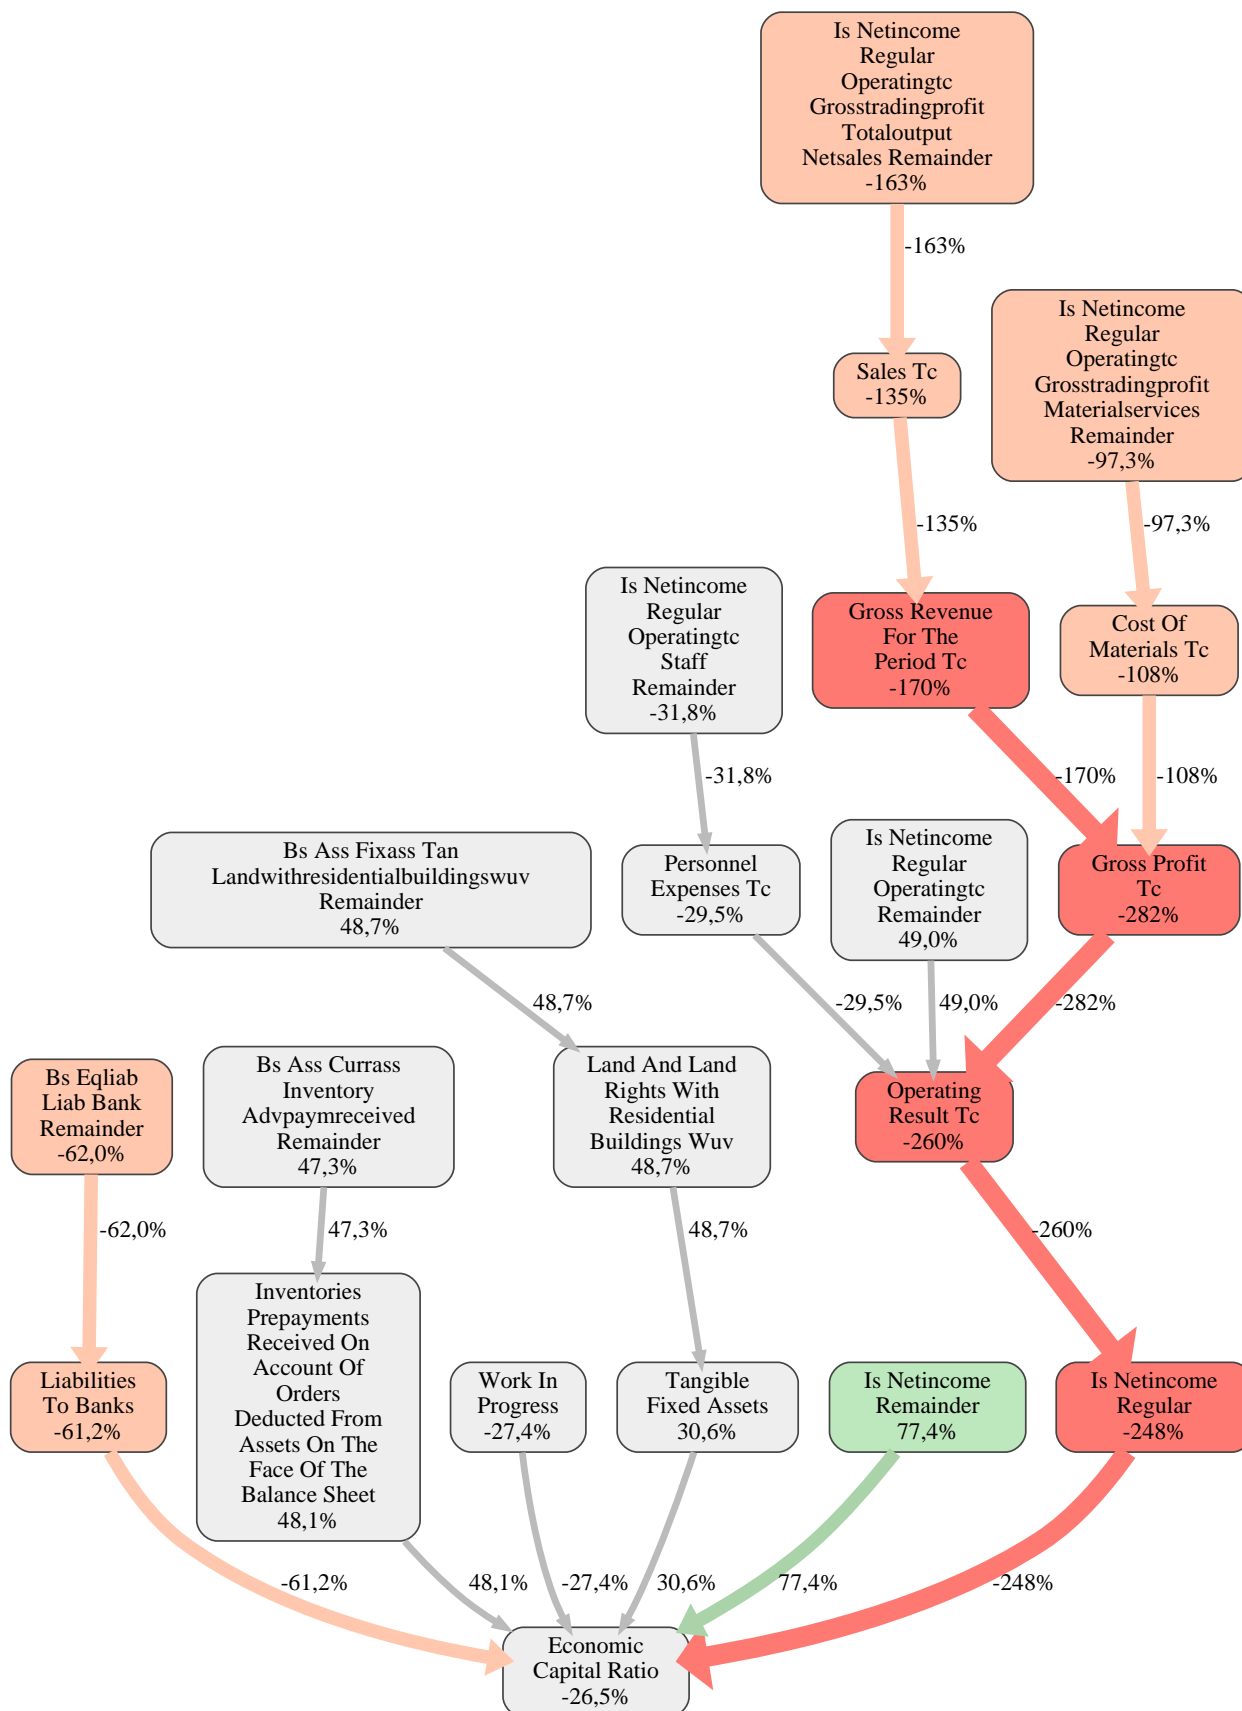 Is Netincome
Regular
Operatingtc
Grosstradingprofit
Totaloutput
Netsales Remainder
-163%
-163%
Is Netincome
Regular
Operatingtc
Grosstradingprofit
Materialservices
Remainder
-97,3%
Sales Tc
-135%
-135%
-97,3%
Is Netincome
Regular
Operatingtc
Staff
Remainder
-31,8%
Gross Revenue
For The
Period Tc
-170%
Cost Of
Materials Tc
-108%
-31,8%
-170%
-108%
Bs Ass Fixass Tan
Landwithresidentialbuildingswuv
Remainder
48,7%
Personnel
Expenses Tc
-29,5%
Is Netincome
Regular
Operatingtc
Remainder
49,0%
Gross Profit
Tc
-282%
48,7%
-29,5%
49,0%
-282%
Bs Eqliab
Liab Bank
Remainder
-62,0%
Bs Ass Currass
Inventory
Advpaymreceived
Remainder
47,3%
Land And Land
Rights With
Residential
Buildings Wuv
48,7%
Operating
Result Tc
-260%
-62,0%
47,3%
48,7%
-260%
Liabilities
To Banks
-61,2%
Inventories
Prepayments
Received On
Account Of
Orders
Deducted From
Assets On The
Face Of The
Balance Sheet
48,1%
Work In
Progress
-27,4%
Tangible
Fixed Assets
30,6%
Is Netincome
Remainder
77,4%
Is Netincome
Regular
-248%
-61,2%
48,1%
-27,4%
30,6%
77,4%
-248%
Economic
Capital Ratio
-26,5%